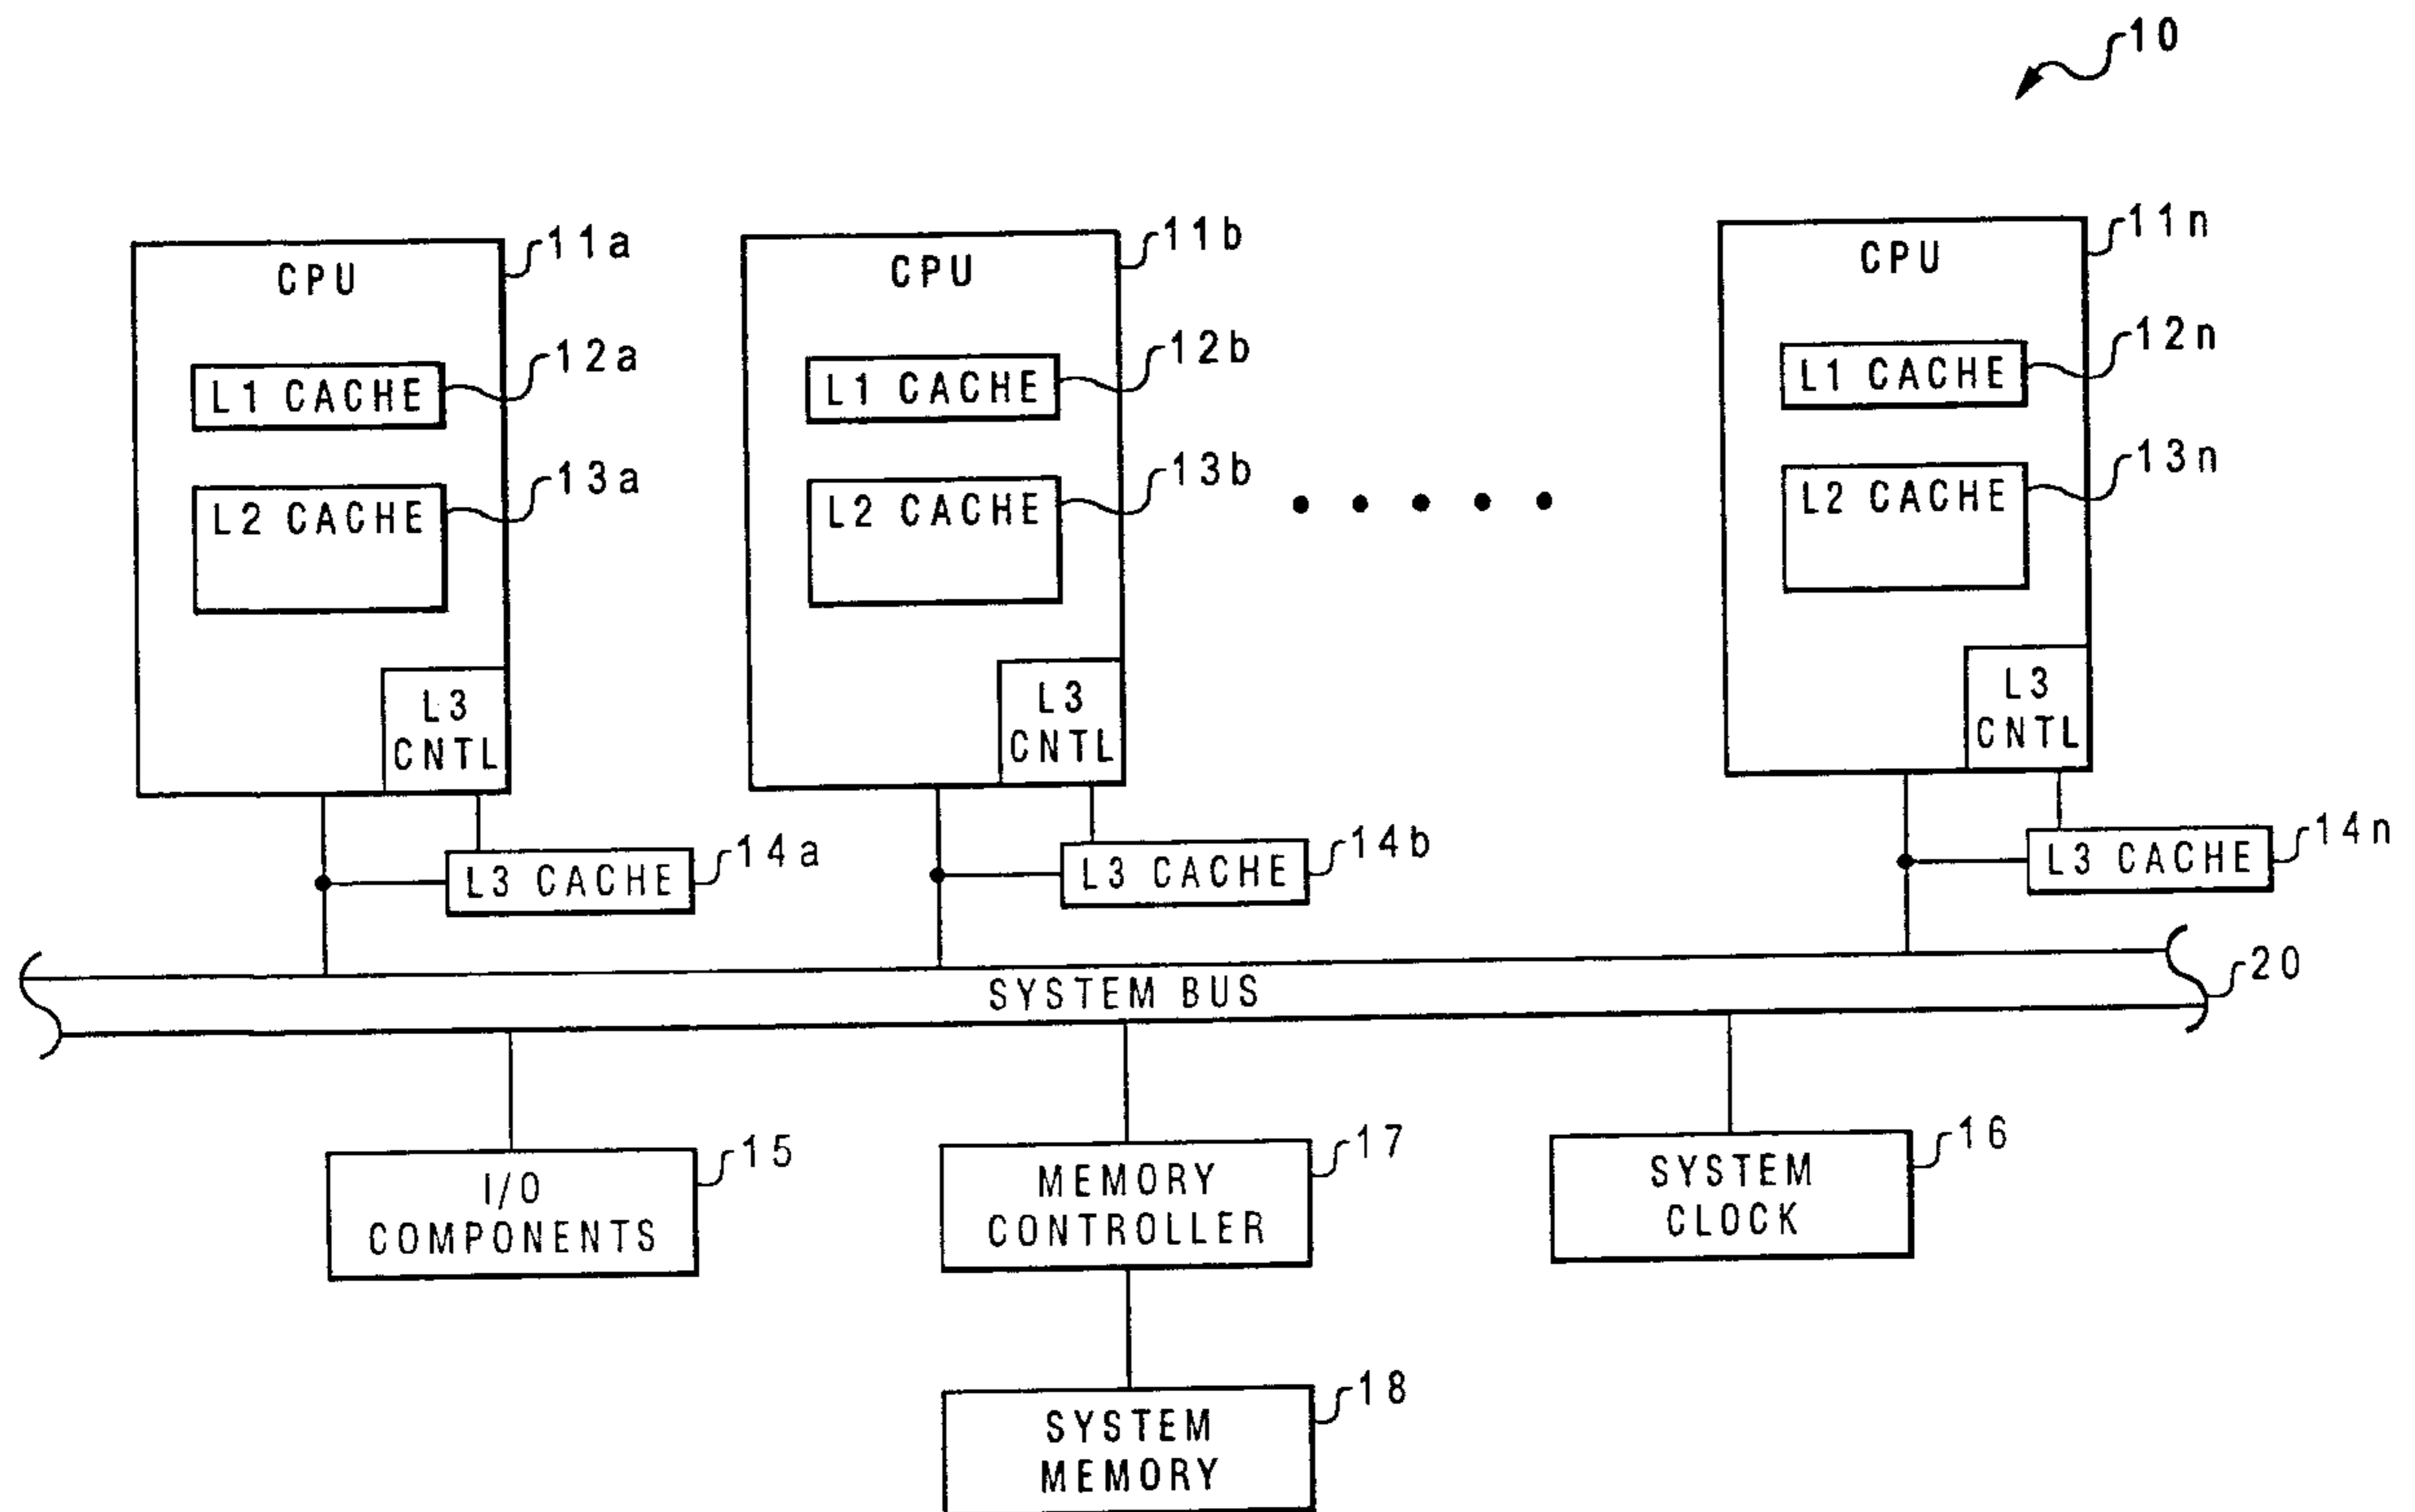 10
11a
11b
11n
CPU
CPU
CPU
12a
12b
12n
L1 CACHE
L1 CACHE
L1 CACHE
13a
13b
13n
L2 CACHE
L2 CACHE
L2 CACHE
L3
CNTL
L3
CNTL
L3
CNTL
14a
14b
14n
L3 CACHE
L3 CACHE
L3 CACHE
20
SYSTEM BUS
15
17
16
I/O
COMPONENTS
MEMORY
CONTROLLER
SYSTEM
CLOCK
18
SYSTEM
MEMORY